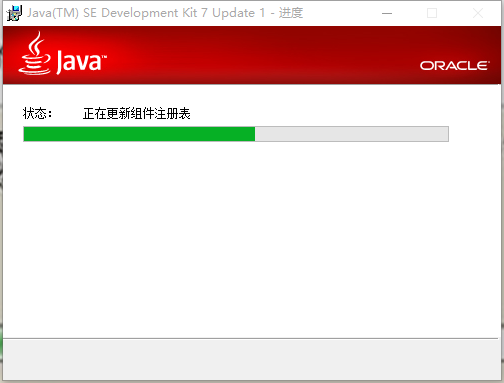 Java(TM) SE Development Kit 7 Update 1 - 进度
Java™
ORACLE®
状态： 正在更新组件注册表